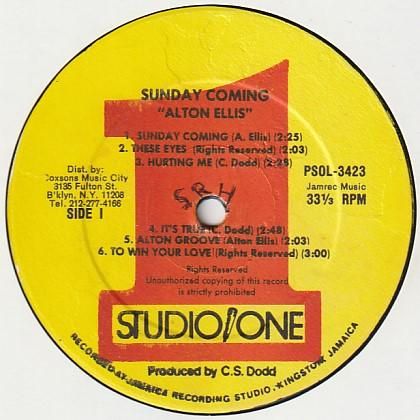 SUNDAY COMING
"ALTON ELLIS"
1. SUNDAY COMING (A. Ellis) (2:25)
2. THESE EYES (Rights Reserved) (2:03)
3. HURTING ME (C. Dodd) (2:28)
Dist. by:
Coxsons Music City
3135 Fulton St.
B'klyn, N.Y. 11208
Tel. 212-277-4166
SIDE I
PSOL-3423
Jamrec Music
33⅓ RPM
SBH
4. IT'S TRUE (C. Dodd) (2:48)
5. ALTON GROOVE (Alton Ellis) (2:03)
6. TO WIN YOUR LOVE (Rights Reserved) (3:00)
Rights Reserved
Unauthorized copying of this record
is strictly prohibited
1
STUDIO/ONE
Produced by C.S. Dodd
RECORDED AT JAMAICA RECORDING STUDIO. KINGSTON JAMAICA